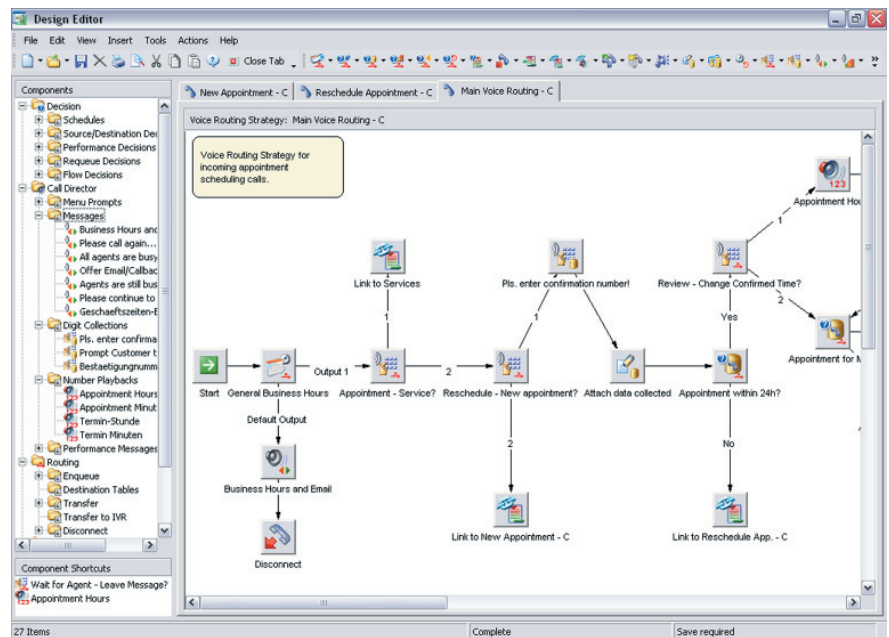 Design Editor
File Edit View Insert Tools Actions Help
Close Tab
Components
Decision
Schedules
Source/Destination Dec
Performance Decisions
Requeue Decisions
Flow Decisions
Call Director
Menu Prompts
Messages
Business Hours and
Please call again...
All agents are busy
Offer Email/Callbac
Agents are still bus
Please continue to
Geschaeftszeiten-E
Digit Collections
Pls. enter confirma
Prompt Customer t
Bestaetigungnumm
Number Playbacks
Appointment Hours
Appointment Minut
Termin-Stunde
Termin Minuten
Performance Messages
Routing
Enqueue
Destination Tables
Transfer
Transfer to IVR
Disconnect
Component Shortcuts
Wait for Agent - Leave Message?
Appointment Hours
New Appointment - C
Reschedule Appointment - C
Main Voice Routing - C
Voice Routing Strategy: Main Voice Routing - C
Voice Routing Strategy for
incoming appointment
scheduling calls.
123
Appointment Hou
1
Link to Services
Pls. enter confirmation number!
Review - Change Confirmed Time?
2
1
1
Yes
Appointment for M
Output 1
2
Start
General Business Hours
Appointment - Service?
Reschedule - New appointment?
Attach data collected
Appointment within 24h?
Default Output
2
No
Business Hours and Email
Link to New Appointment - C
Link to Reschedule App. - C
Disconnect
27 Items
Complete
Save required